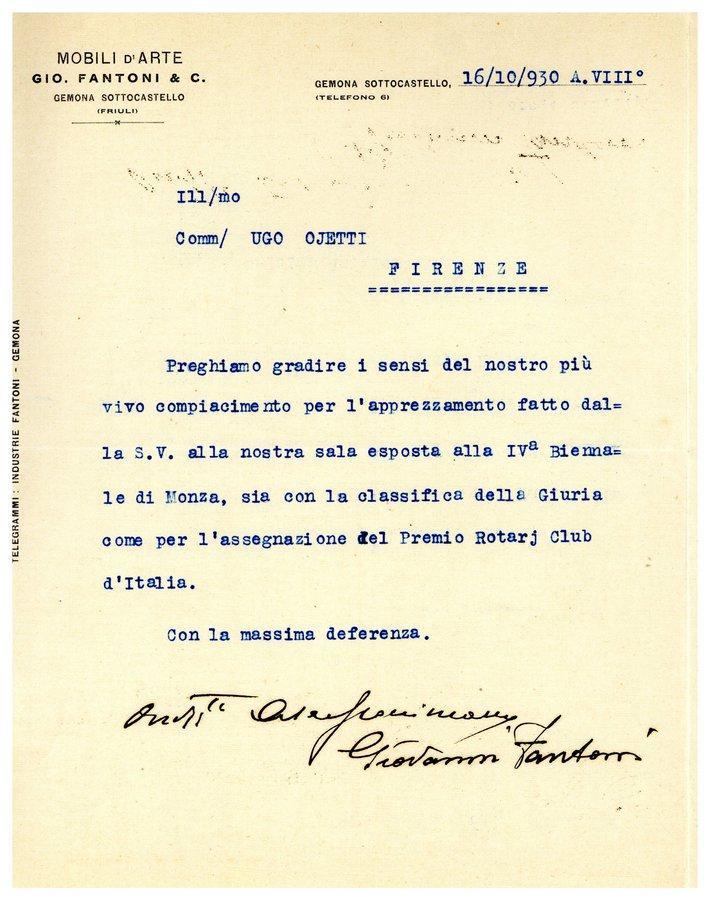 MOBILI D'ARTE
GIO. FANTONI & C.
GEMONA SOTTOCASTELLO
(FRIULI)
GEMONA SOTTOCASTELLO, 16/10/930 A.VIII°
(TELEFONO 6)
Ill/mo
Comm/ UGO OJETTI
FIRENZE
=================
Preghiamo gradire i sensi del nostro più
vivo compiacimento per l'apprezzamento fatto dal=
la S.V. alla nostra sala esposta alla IVa Bienna=
le di Monza, sia con la classifica della Giuria
come per l'assegnazione del Premio Rotarj Club
d'Italia.
Con la massima deferenza.
Giovanni Fantoni
TELEGRAMMI: INDUSTRIE FANTONI - GEMONA